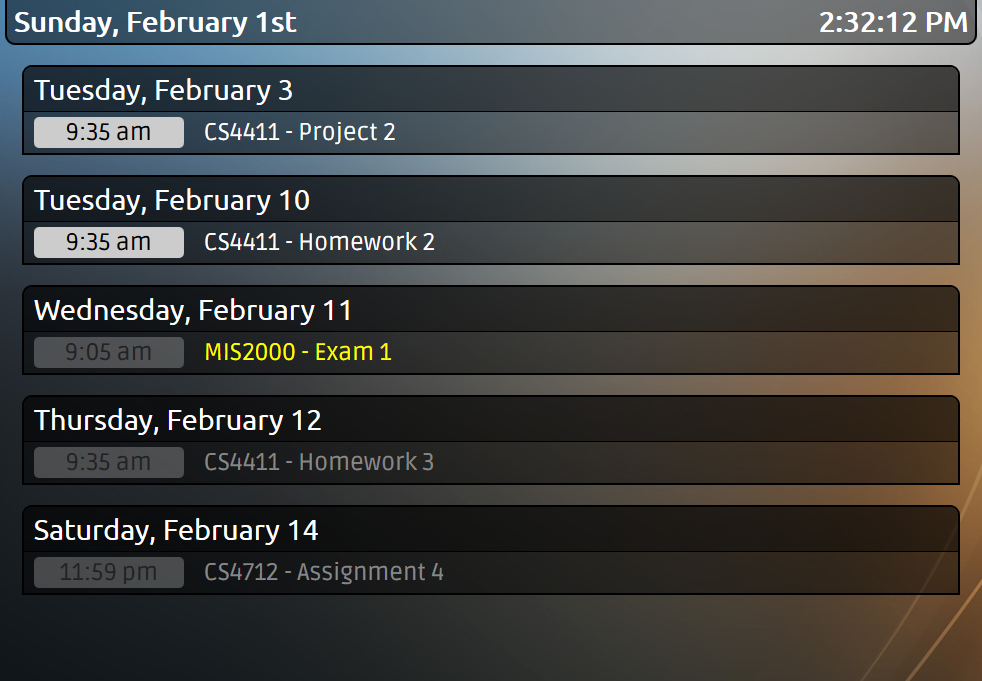 Sunday, February 1st 2:32:12 PM
Tuesday, February 3
9:35 am CS4411 - Project 2
Tuesday, February 10
9:35 am CS4411 - Homework 2
Wednesday, February 11
9:05 am MIS2000 - Exam 1
Thursday, February 12
9:35 am CS4411 - Homework 3
Saturday, February 14
11:59 pm CS4712 - Assignment 4